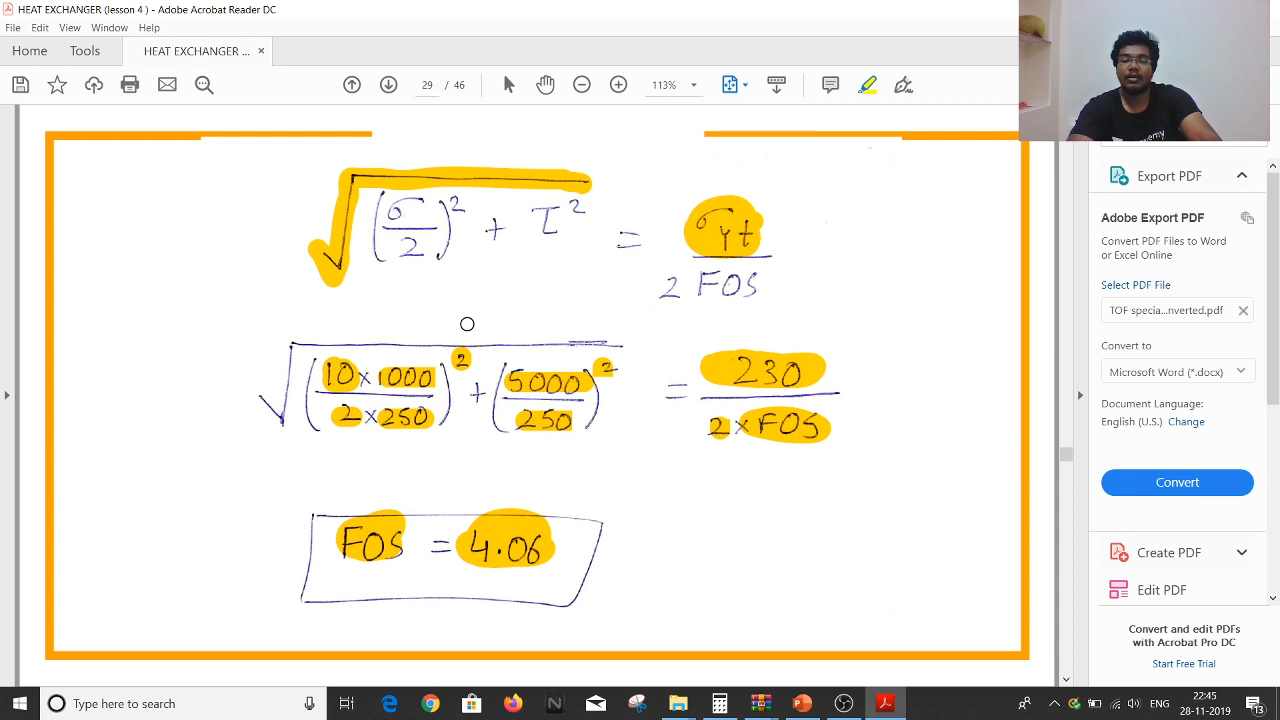 HEAT EXCHANGER (lesson 4 ) - Adobe Acrobat Reader DC
File Edit View Window Help
Home Tools HEAT EXCHANGER ... ×
29 / 46 113%
Export PDF
Adobe Export PDF
Convert PDF Files to Word
or Excel Online
Select PDF File
TOF specia...nverted.pdf
Convert to
Microsoft Word (*.docx)
Document Language:
English (U.S.) Change
Convert
Create PDF
Edit PDF
Convert and edit PDFs
with Acrobat Pro DC
Start Free Trial
√((σ/2)² + τ²) = σyt / 2 FOS
√((10 × 1000 / 2 × 250)² + (5000 / 250)²) = 230 / 2 × FOS
FOS = 4.06
Type here to search
ENG
22:45
28-11-2019